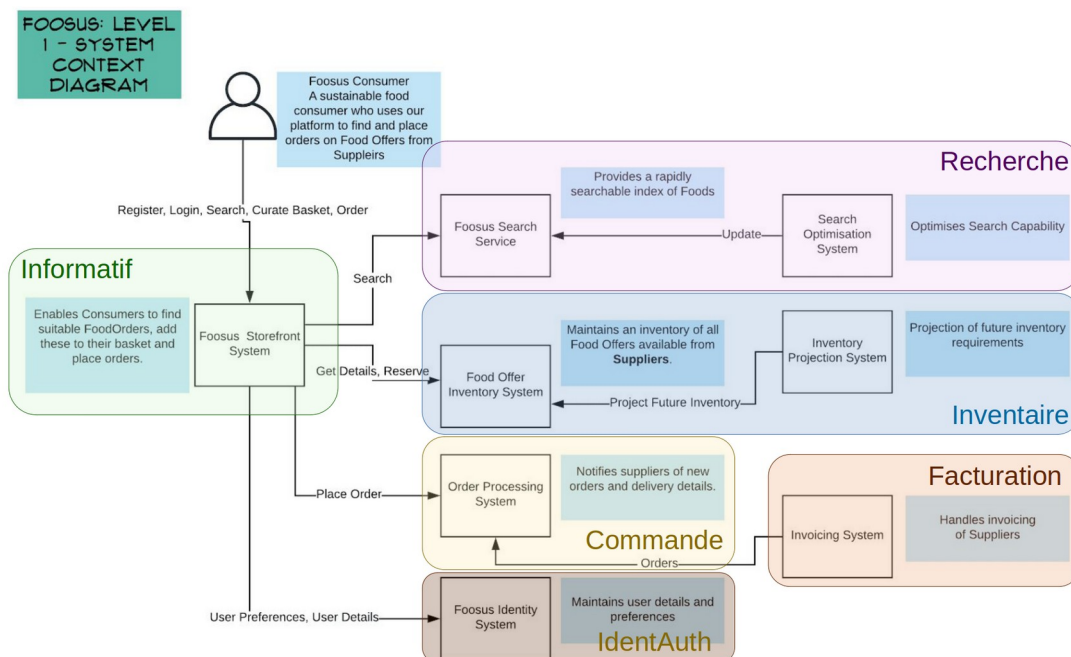 FOOSUS: LEVEL
1 - SYSTEM
CONTEXT
DIAGRAM
Foosus Consumer
A sustainable food
consumer who uses our
platform to find and place
orders on Food Offers from
Suppleirs
Register, Login, Search, Curate Basket, Order
Recherche
Provides a rapidly
searchable index of Foods
Foosus Search
Service
Update
Search
Optimisation
System
Optimises Search Capability
Search
Informatif
Enables Consumers to find
suitable FoodOrders, add
these to their basket and
place orders.
Foosus Storefront
System
Get Details, Reserve
Maintains an inventory of all
Food Offers available from
Suppliers.
Food Offer
Inventory System
Inventory
Projection System
Projection of future inventory
requirements
Project Future Inventory
Inventaire
Place Order
Order Processing
System
Notifies suppliers of new
orders and delivery details.
Commande
Orders
Facturation
Invoicing System
Handles invoicing
of Suppliers
User Preferences, User Details
Foosus Identity
System
Maintains user details and
preferences
IdentAuth